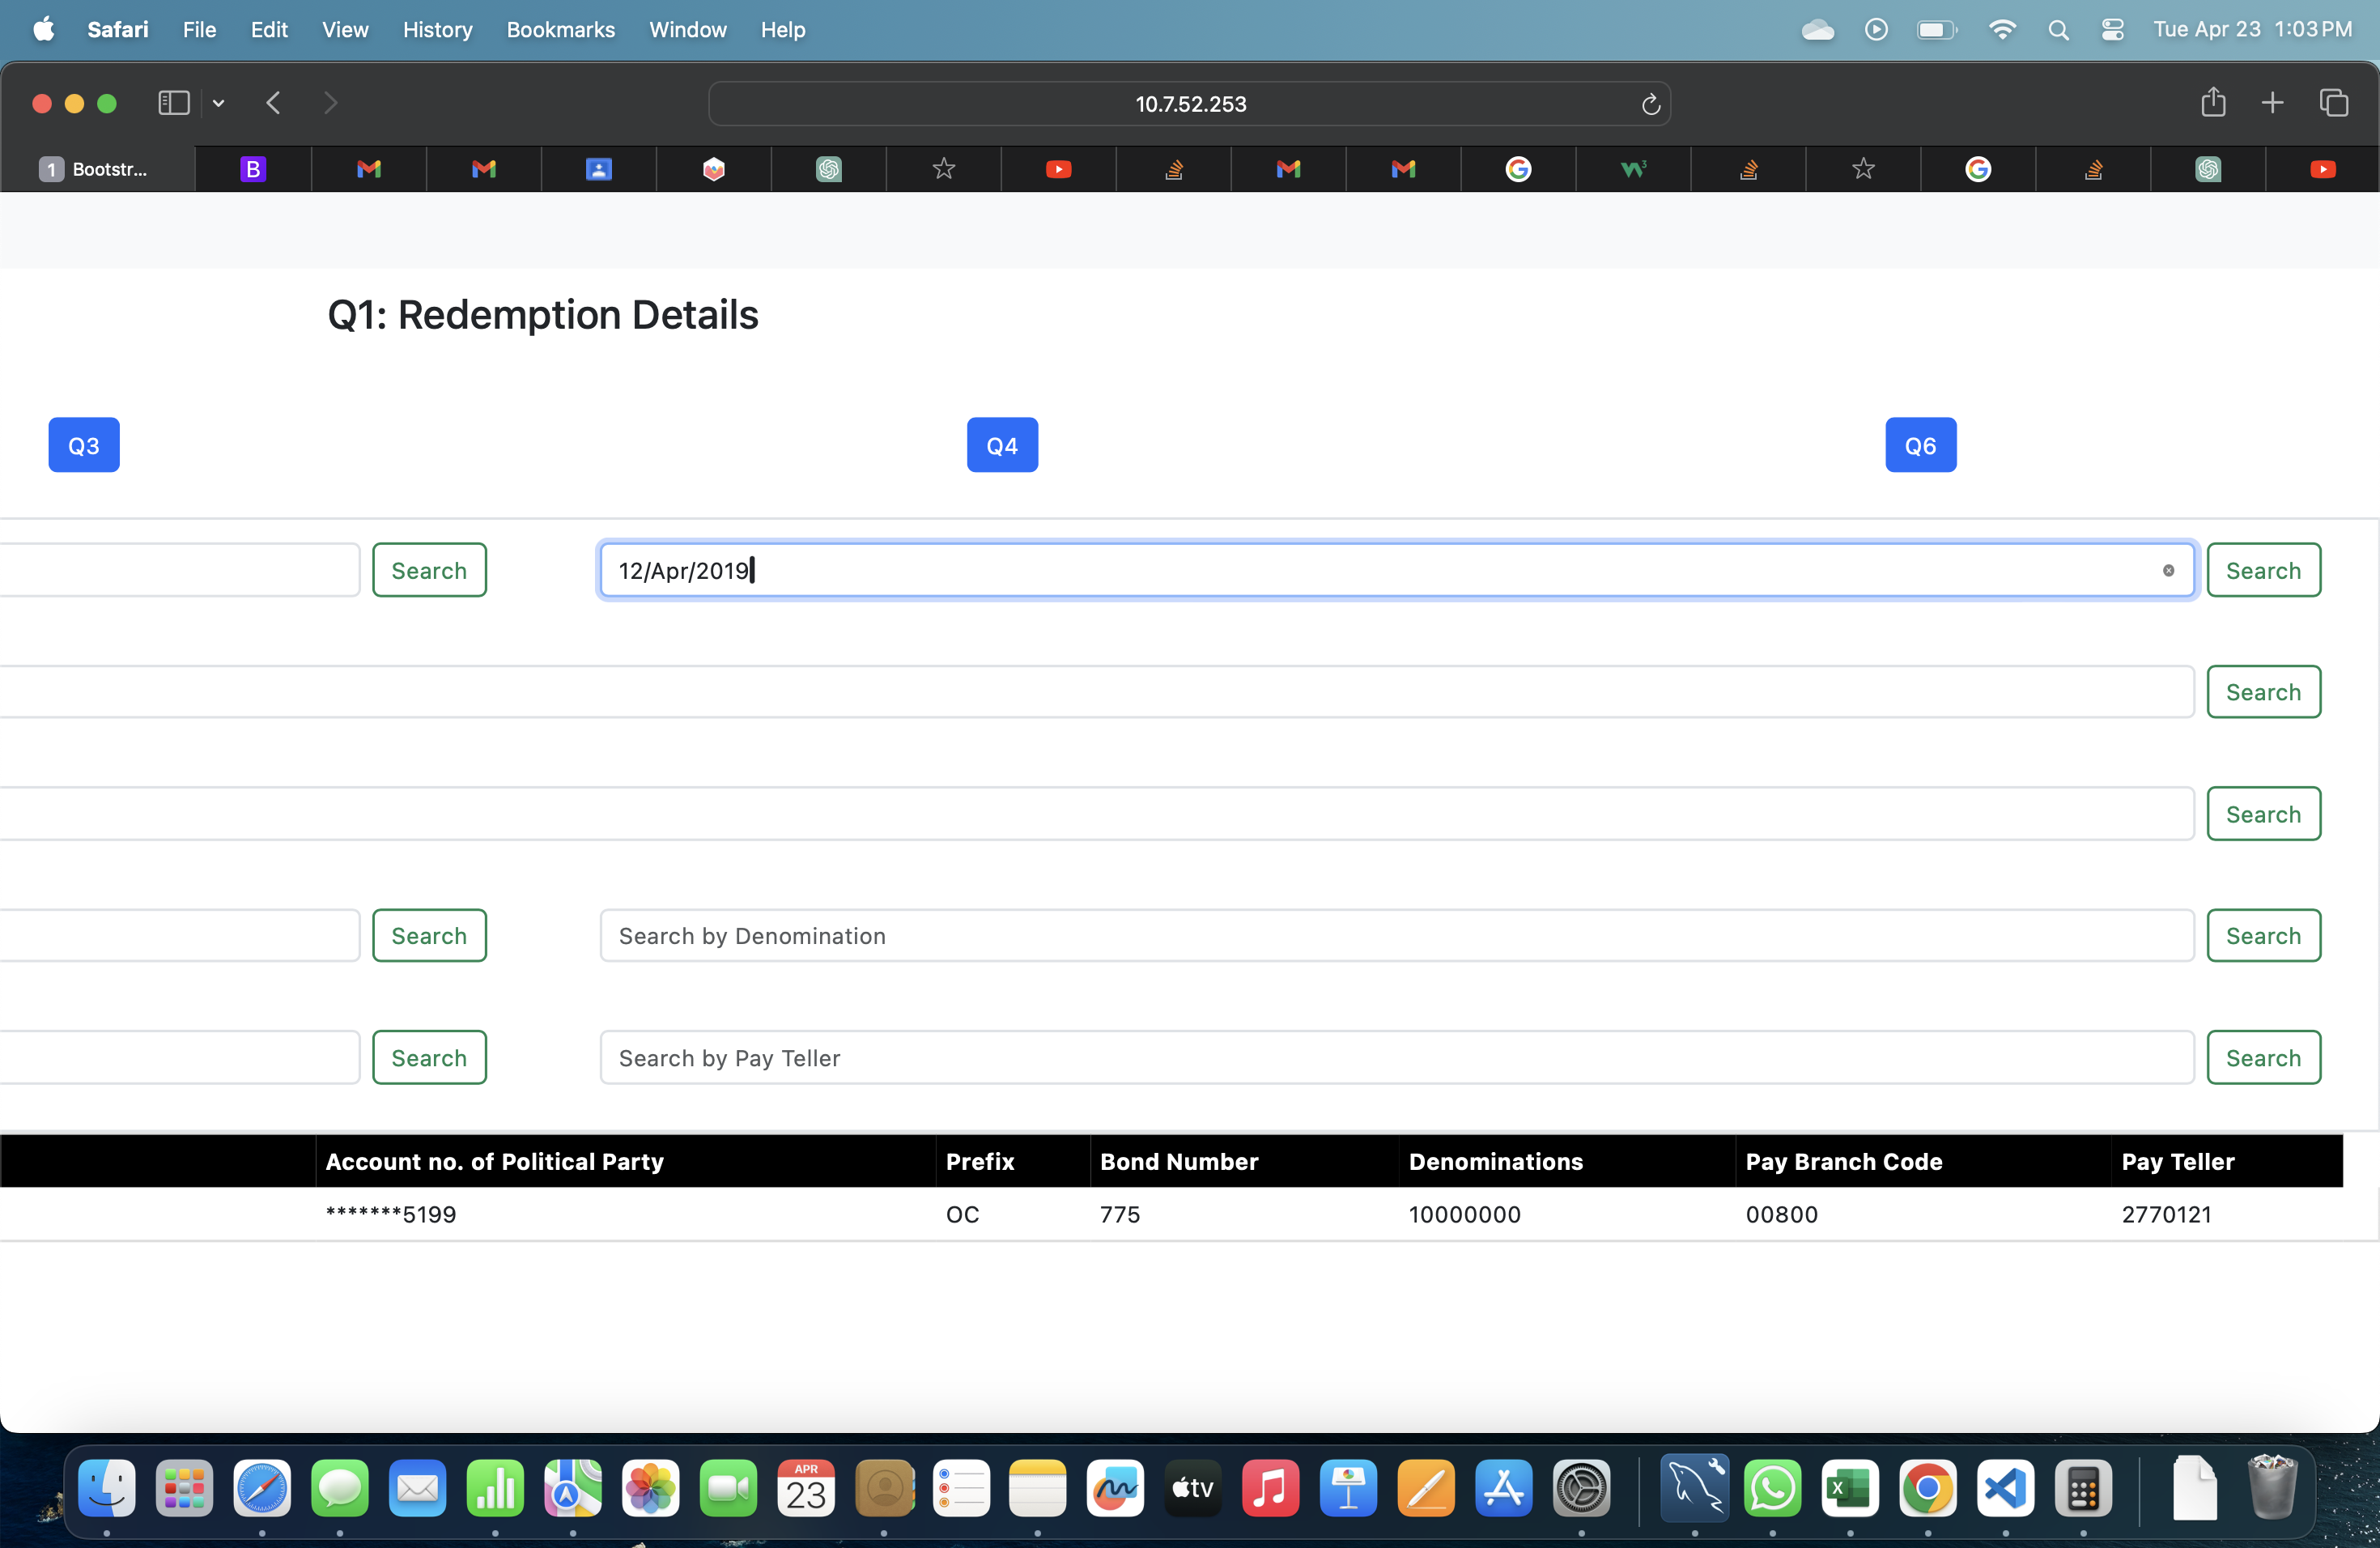 Safari File Edit View History Bookmarks Window Help Tue Apr 23 1:03 PM
10.7.52.253
1 Bootstr... B
Q1: Redemption Details
Q3 Q4 Q6
Search 12/Apr/2019 Search
Search
Search
Search Search by Denomination Search
Search Search by Pay Teller Search
Account no. of Political Party Prefix Bond Number Denominations Pay Branch Code Pay Teller
*******5199 OC 775 10000000 00800 2770121
APR
23
tv
X